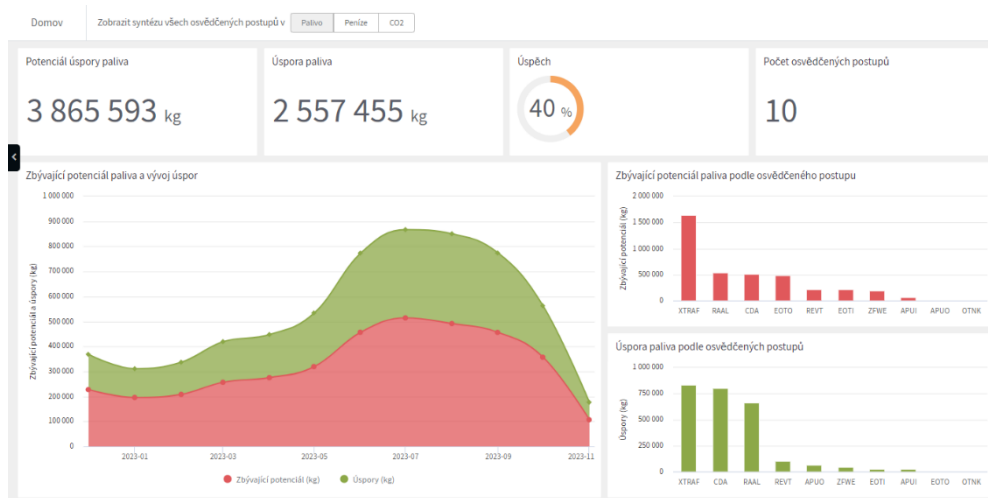 Domov
Zobrazit syntézu všech osvědčených postupů v
Palivo
Peníze
CO2
Potenciál úspory paliva
3 865 593 kg
Úspora paliva
2 557 455 kg
Úspěch
40 %
Počet osvědčených postupů
10
Zbývající potenciál paliva a vývoj úspor
Zbývající potenciál a úspory (kg)
1 000 000
900 000
800 000
700 000
600 000
500 000
400 000
300 000
200 000
100 000
0
2023-01 2023-03 2023-05 2023-07 2023-09 2023-11
Zbývající potenciál (kg) Úspory (kg)
Zbývající potenciál paliva podle osvědčeného postupu
Zbývající potenciál (kg)
2 000 000
1 500 000
1 000 000
500 000
0
XTRAF RAAL CDA EOTO REVT EOTI ZFWE APUI APUO OTNK
Úspora paliva podle osvědčených postupů
Úspory (kg)
1 000 000
750 000
500 000
250 000
0
XTRAF CDA RAAL REVT APUO ZFWE EOTI APUI EOTO OTNK